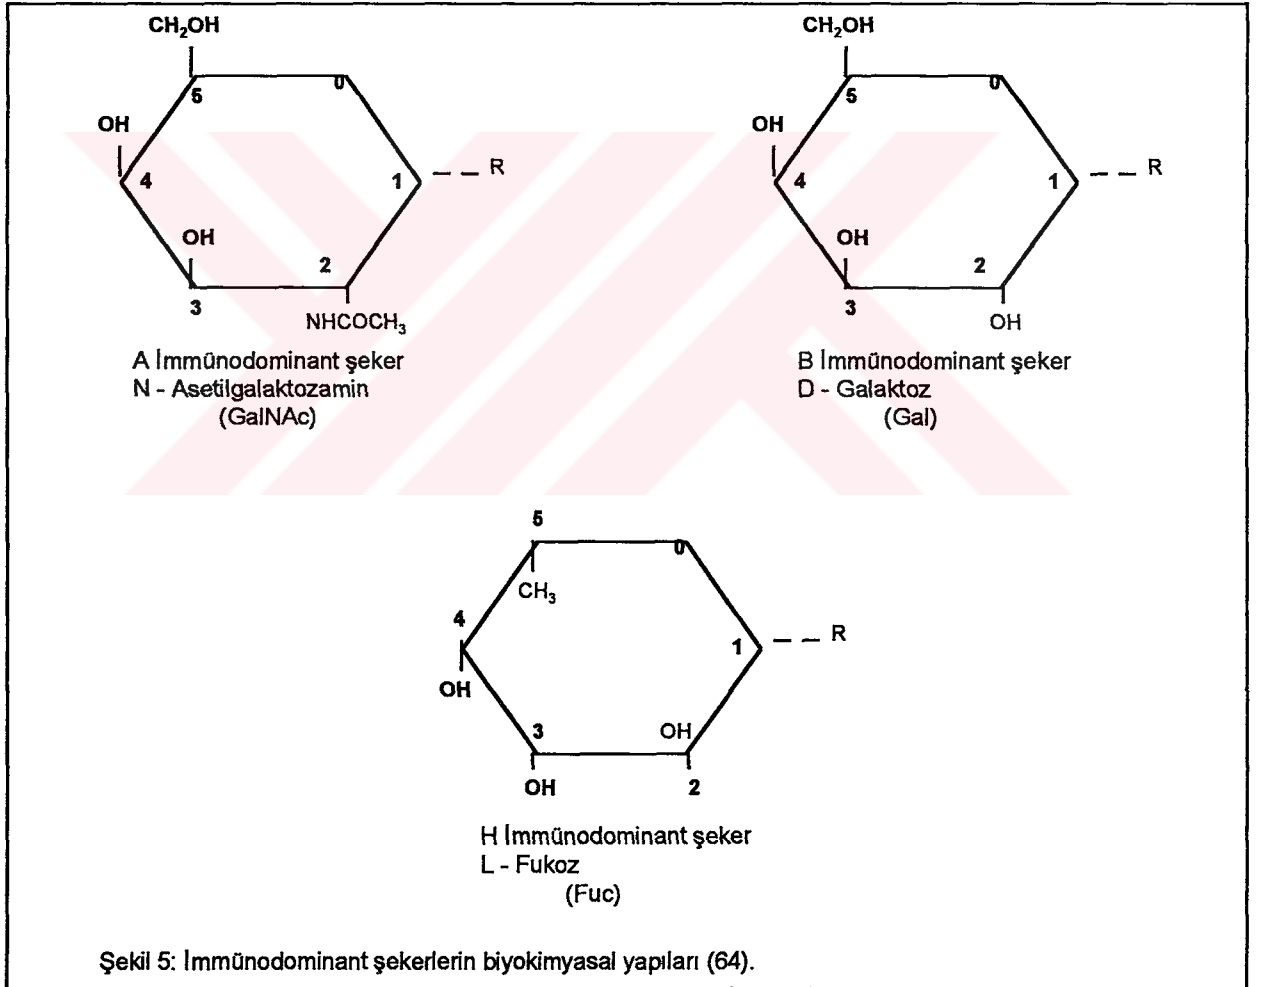 CH₂OH CH₂OH
0 0
5 5
OH OH
4 1 R 4 1 R
OH OH
2 2
3 3
NHCOCH₃ OH
A İmmünodominant şeker
N - Asetilgalaktozamin
(GalNAc)
B İmmünodominant şeker
D - Galaktoz
(Gal)
5
0
CH₃
4
1 R
OH
3 OH
OH 2
H İmmünodominant şeker
L - Fukoz
(Fuc)
Şekil 5: İmmünodominant şekerlerin biyokimyasal yapıları (64).